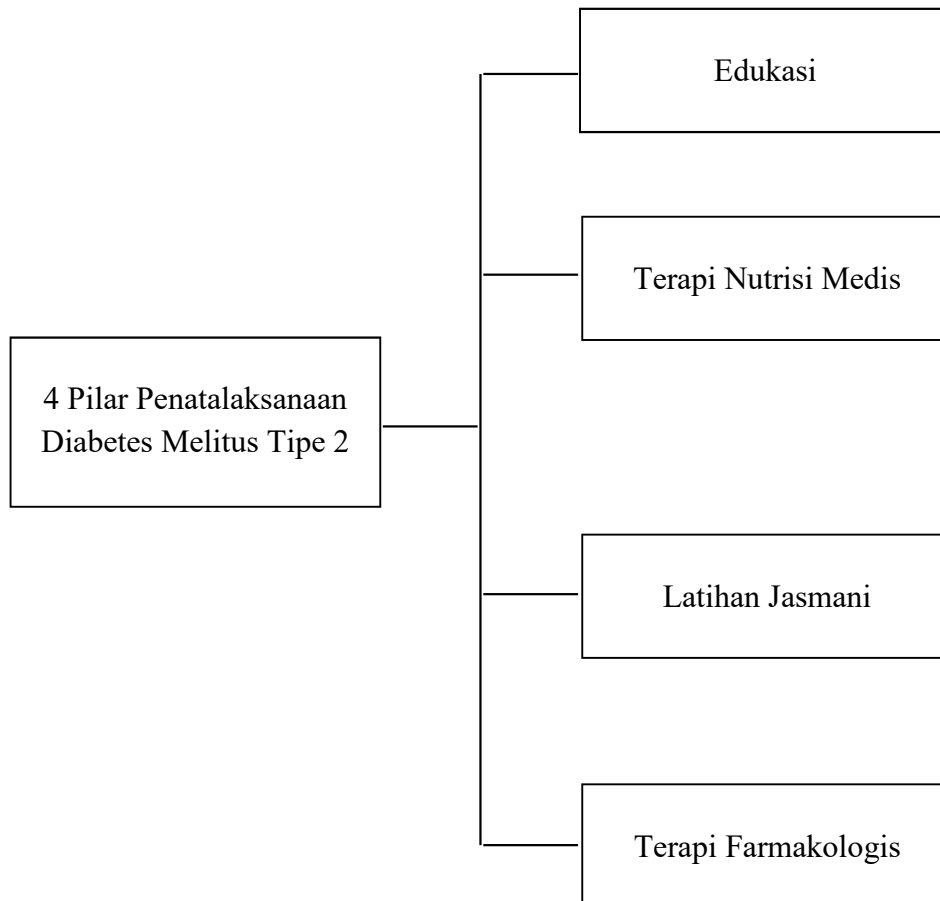 Edukasi
Terapi Nutrisi Medis
4 Pilar Penatalaksanaan
Diabetes Melitus Tipe 2
Latihan Jasmani
Terapi Farmakologis